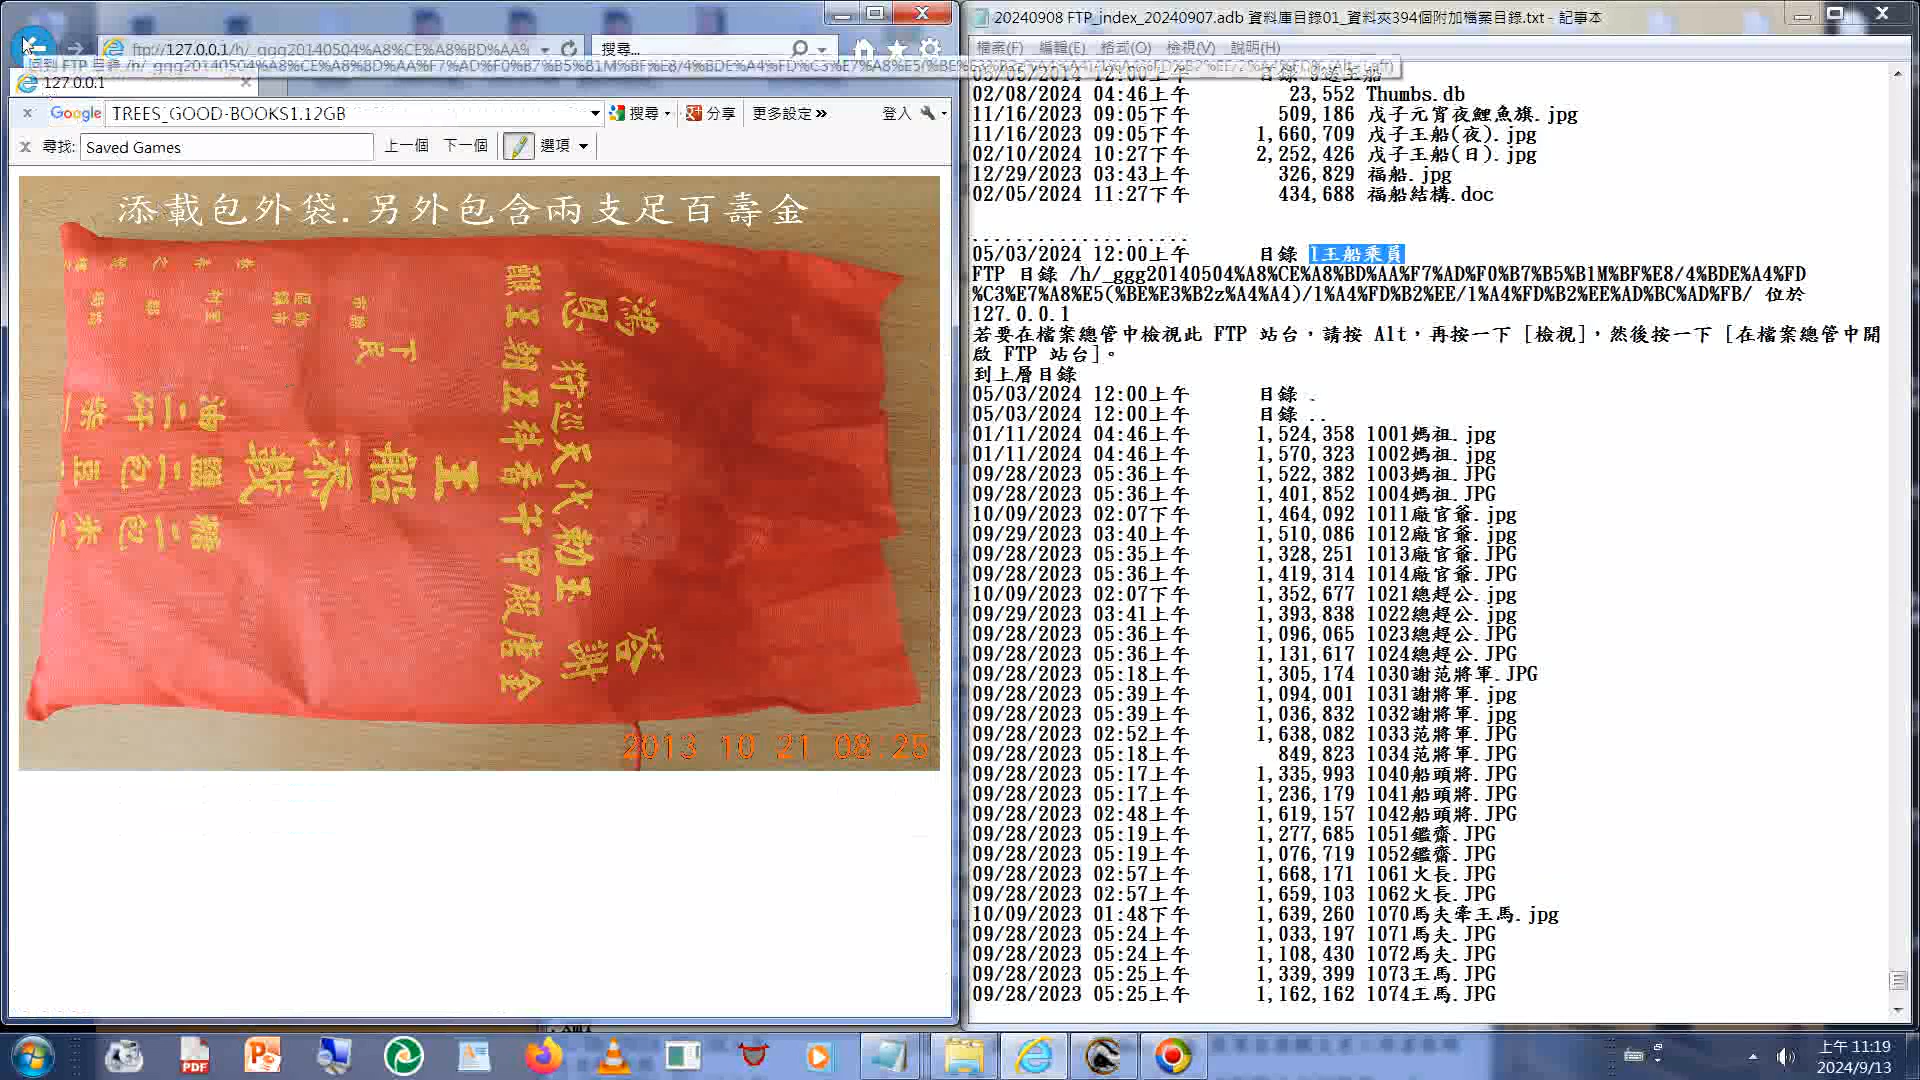 20240908 FTP_index_20240907.adb 資料庫目錄01_資料夾394個附加檔案目錄.txt - 記事本
檔案(F) 編輯(E) 格式(O) 檢視(V) 說明(H)
搜尋...
127.0.0.1
Google TREES_GOOD-BOOKS1.12GB 搜尋 分享 更多設定 » 登入
尋找: Saved Games 上一個 下一個 選項
添載包外袋.另外包含兩支足百壽金
鴻恩
答謝
代天巡狩
王船添載
下民
油二矸
鹽二包
糖二包
2013 10 21 08:25
02/08/2024 04:46上午 23,552 Thumbs.db
11/16/2023 09:05下午 509,186 戊子元宵夜鯉魚旗.jpg
11/16/2023 09:05下午 1,660,709 戊子王船(夜).jpg
02/10/2024 10:27下午 2,252,426 戊子王船(日).jpg
12/29/2023 03:43上午 326,829 福船.jpg
02/05/2024 11:27下午 434,688 福船結構.doc
05/03/2024 12:00上午 目錄 1王船乘員
FTP 目錄 /h/_ggg20140504%A8%CE%A8%BD%AA%F7%AD%F0%B7%B5%B1M%BF%E8/4%BDE%A4%FD
%C3%E7%A8%E5(%BE%E3%B2z%A4%A4)/1%A4%FD%B2%EE/1%A4%FD%B2%EE%AD%BC%AD%FB/ 位於
127.0.0.1
若要在檔案總管中檢視此 FTP 站台，請按 Alt，再按一下 [檢視]，然後按一下 [在檔案總管中開
啟 FTP 站台]。
到上層目錄
05/03/2024 12:00上午 目錄 .
05/03/2024 12:00上午 目錄 ..
01/11/2024 04:46上午 1,524,358 1001媽祖.jpg
01/11/2024 04:46上午 1,570,323 1002媽祖.jpg
09/28/2023 05:36上午 1,522,382 1003媽祖.JPG
09/28/2023 05:36上午 1,401,852 1004媽祖.JPG
10/09/2023 02:07下午 1,464,092 1011廠官爺.jpg
09/29/2023 03:40上午 1,510,086 1012廠官爺.jpg
09/28/2023 05:35上午 1,328,251 1013廠官爺.JPG
09/28/2023 05:36上午 1,419,314 1014廠官爺.JPG
10/09/2023 02:07下午 1,352,677 1021總趕公.jpg
09/29/2023 03:41上午 1,393,838 1022總趕公.jpg
09/28/2023 05:36上午 1,096,065 1023總趕公.JPG
09/28/2023 05:36上午 1,131,617 1024總趕公.JPG
09/28/2023 05:18上午 1,305,174 1030謝范將軍.JPG
09/28/2023 05:39上午 1,094,001 1031謝將軍.jpg
09/28/2023 05:39上午 1,036,832 1032謝將軍.jpg
09/28/2023 02:52上午 1,638,082 1033范將軍.JPG
09/28/2023 05:18上午 849,823 1034范將軍.JPG
09/28/2023 05:17上午 1,335,993 1040船頭將.JPG
09/28/2023 05:17上午 1,236,179 1041船頭將.JPG
09/28/2023 02:48上午 1,619,157 1042船頭將.JPG
09/28/2023 05:19上午 1,277,685 1051鑑齋.JPG
09/28/2023 05:19上午 1,076,719 1052鑑齋.JPG
09/28/2023 02:57上午 1,668,171 1061火長.JPG
09/28/2023 02:57上午 1,659,103 1062火長.JPG
10/09/2023 01:48下午 1,639,260 1070馬夫牽王馬.jpg
09/28/2023 05:24上午 1,033,197 1071馬夫.JPG
09/28/2023 05:24上午 1,108,430 1072馬夫.JPG
09/28/2023 05:25上午 1,339,399 1073王馬.JPG
09/28/2023 05:25上午 1,162,162 1074王馬.JPG
PDF
上午 11:19
2024/9/13